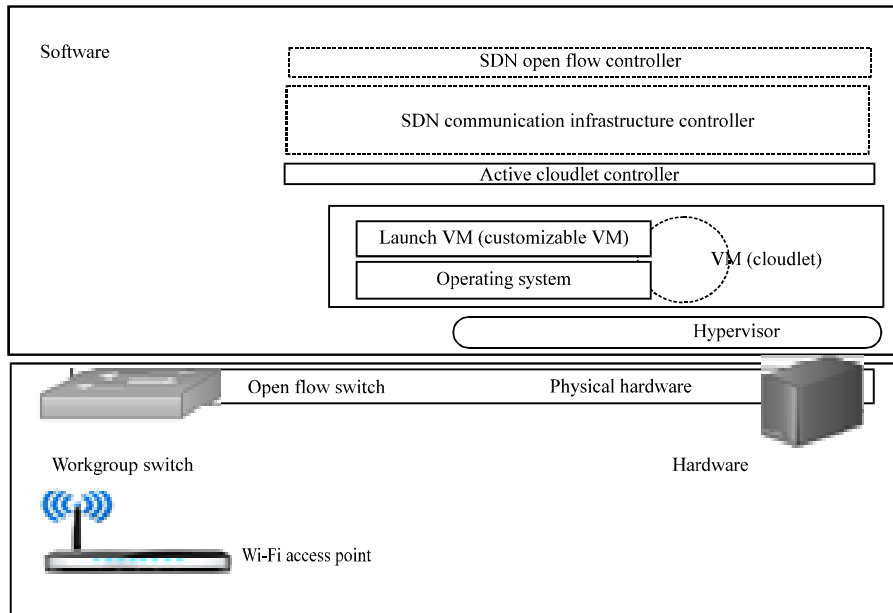 Software
SDN open flow controller
SDN communication infrastructure controller
Active cloudlet controller
Launch VM (customizable VM)
VM (cloudlet)
Operating system
Hypervisor
Open flow switch
Physical hardware
Workgroup switch
Hardware
Wi-Fi access point